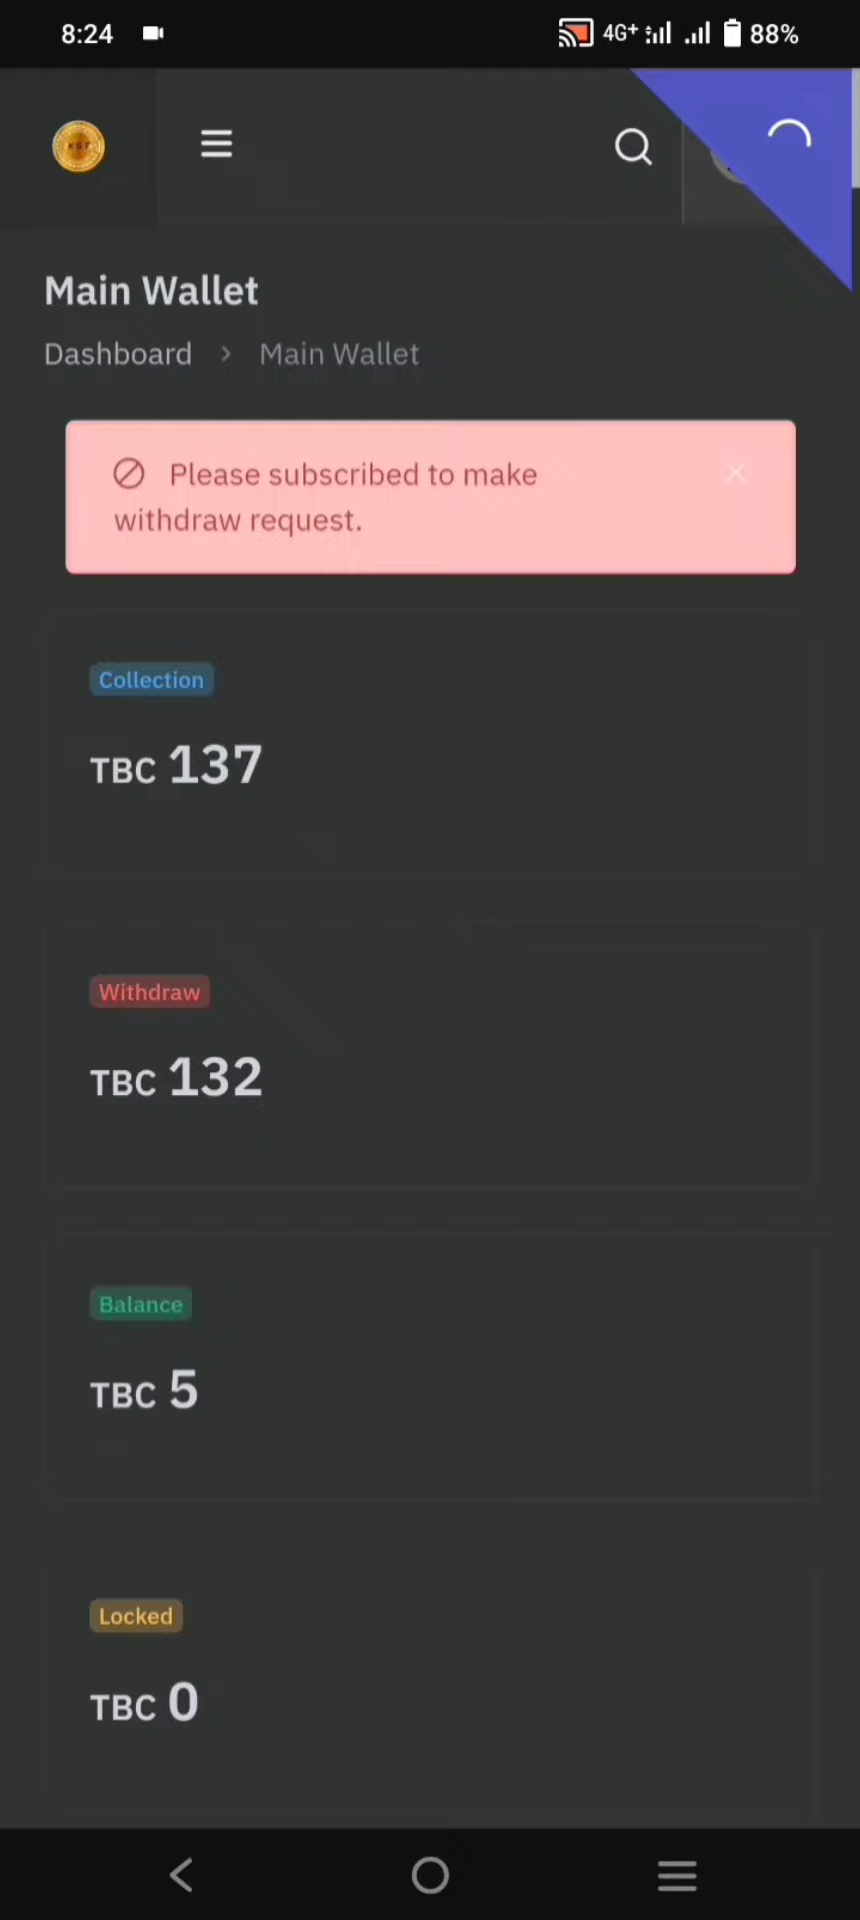 8:24 4G+ 88%
KST
Main Wallet
Dashboard > Main Wallet
Please subscribed to make
withdraw request.
Collection
TBC 137
Withdraw
TBC 132
Balance
TBC 5
Locked
TBC 0